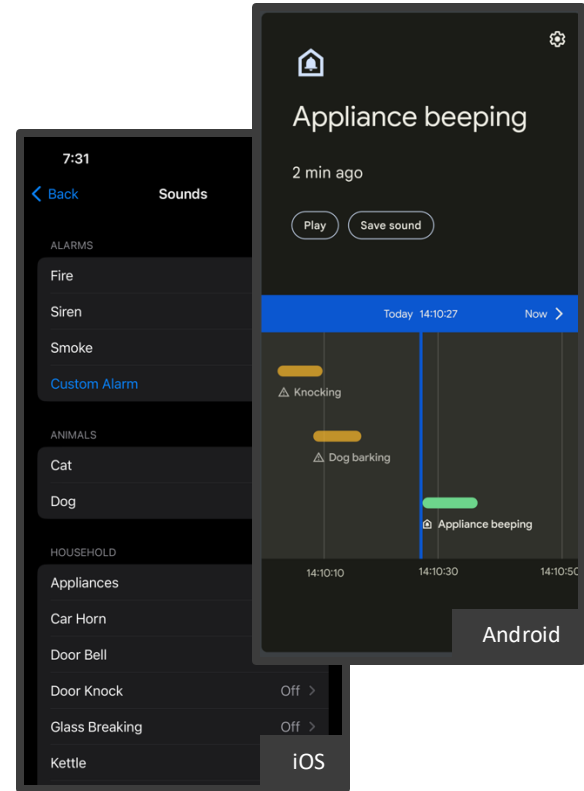 Appliance beeping
2 min ago
Play Save sound
Today 14:10:27 Now
Knocking
Dog barking
Appliance beeping
14:10:10 14:10:30 14:10:50
Android
7:31
Back Sounds
ALARMS
Fire
Siren
Smoke
Custom Alarm
ANIMALS
Cat
Dog
HOUSEHOLD
Appliances
Car Horn
Door Bell
Door Knock Off
Glass Breaking Off
Kettle
iOS